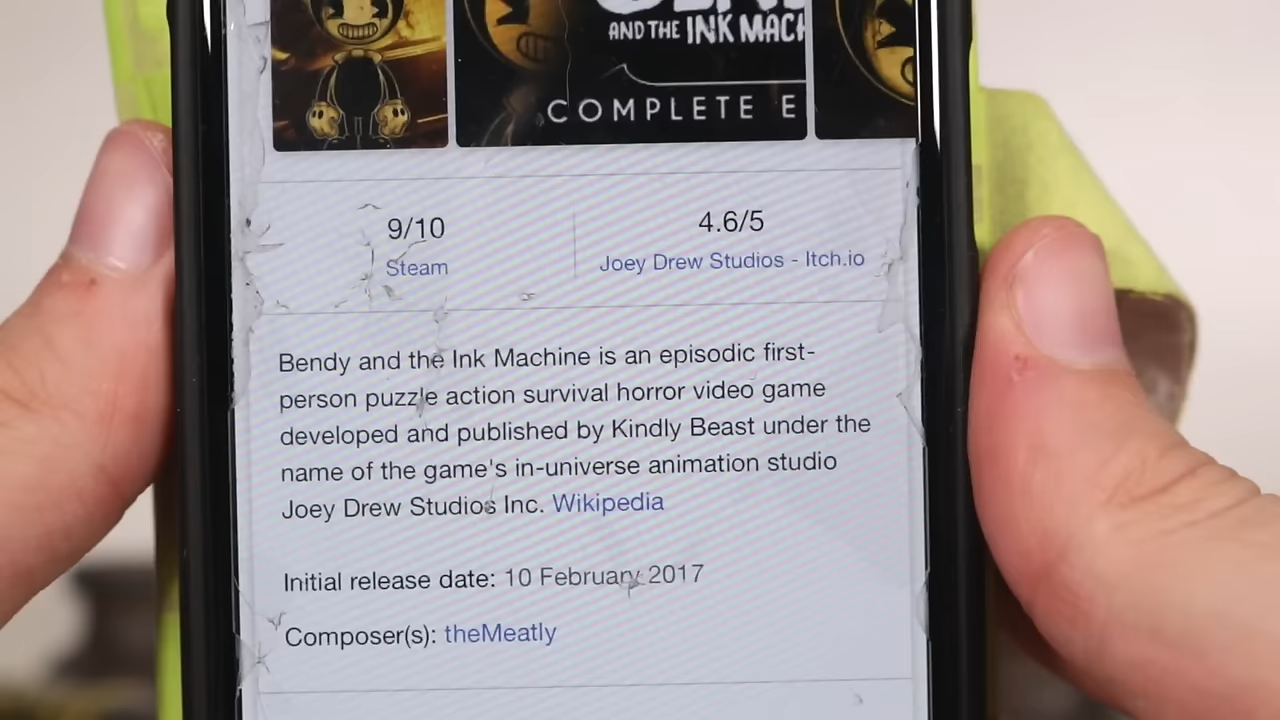 AND THE INK MACH
COMPLETE E
9/10
Steam
4.6/5
Joey Drew Studios - Itch.io
Bendy and the Ink Machine is an episodic first-
person puzzle action survival horror video game
developed and published by Kindly Beast under the
name of the game's in-universe animation studio
Joey Drew Studios Inc. Wikipedia
Initial release date: 10 February 2017
Composer(s): theMeatly